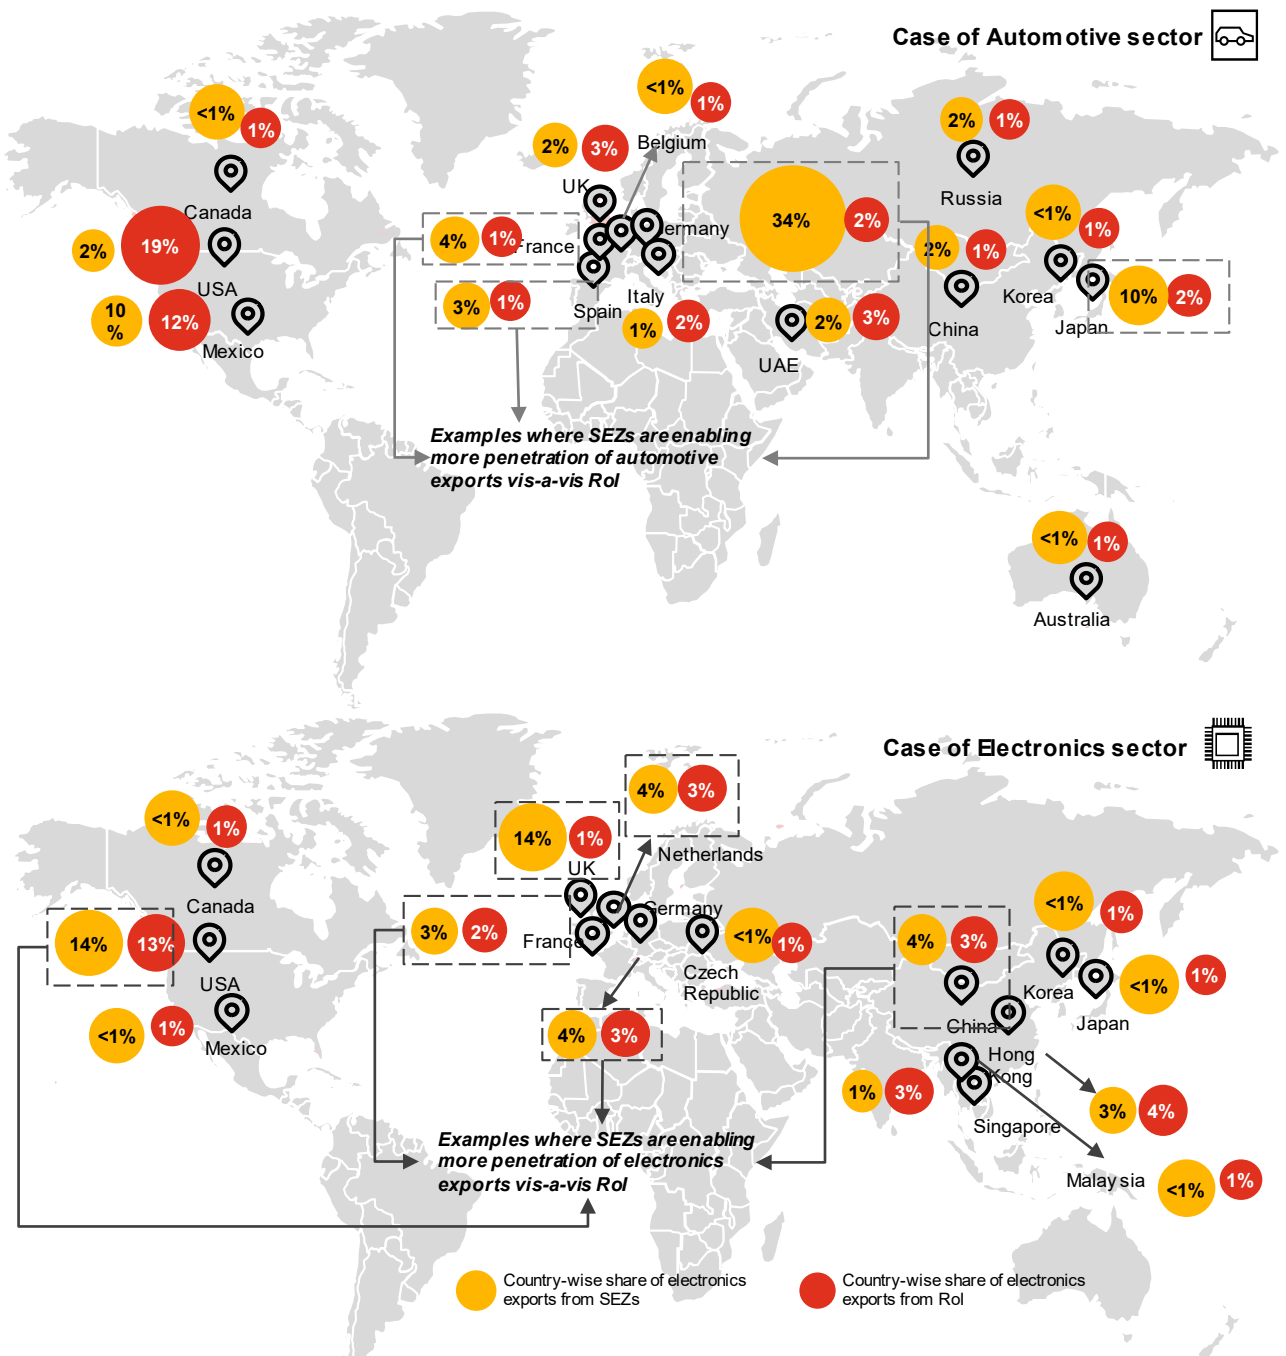 Case of Automotive sector
<1%
1%
Canada
2%
19%
USA
10
%
12%
Mexico
<1%
1%
Belgium
2%
3%
UK
4%
1%
France
3%
1%
Spain
Italy
1%
2%
ermany
34%
2%
UAE
2%
3%
2%
1%
Russia
2%
1%
China
<1%
1%
Korea
Japan
10%
2%
<1%
1%
Australia
Examples where SEZs are enabling
more penetration of automotive
exports vis-a-vis RoI
Case of Electronics sector
<1%
1%
Canada
14%
13%
USA
<1%
1%
Mexico
4%
3%
Netherlands
14%
1%
UK
3%
2%
France
Germany
<1%
1%
Czech
Republic
4%
3%
4%
3%
China
<1%
1%
Korea
<1%
1%
Japan
Hong
Kong
1%
3%
Singapore
3%
4%
Malaysia
<1%
1%
Examples where SEZs are enabling
more penetration of electronics
exports vis-a-vis RoI
Country-wise share of electronics
exports from SEZs
Country-wise share of electronics
exports from RoI